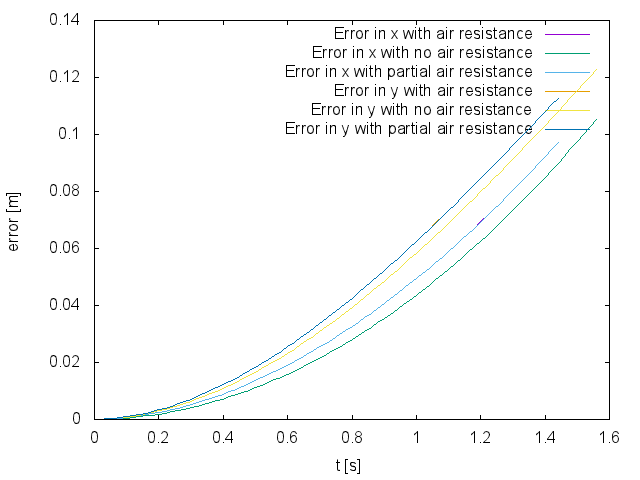 0.14
0.12
0.1
0.08
0.06
0.04
0.02
0
error [m]
Error in x with air resistance
Error in x with no air resistance
Error in x with partial air resistance
Error in y with air resistance
Error in y with no air resistance
Error in y with partial air resistance
0 0.2 0.4 0.6 0.8 1 1.2 1.4 1.6
t [s]